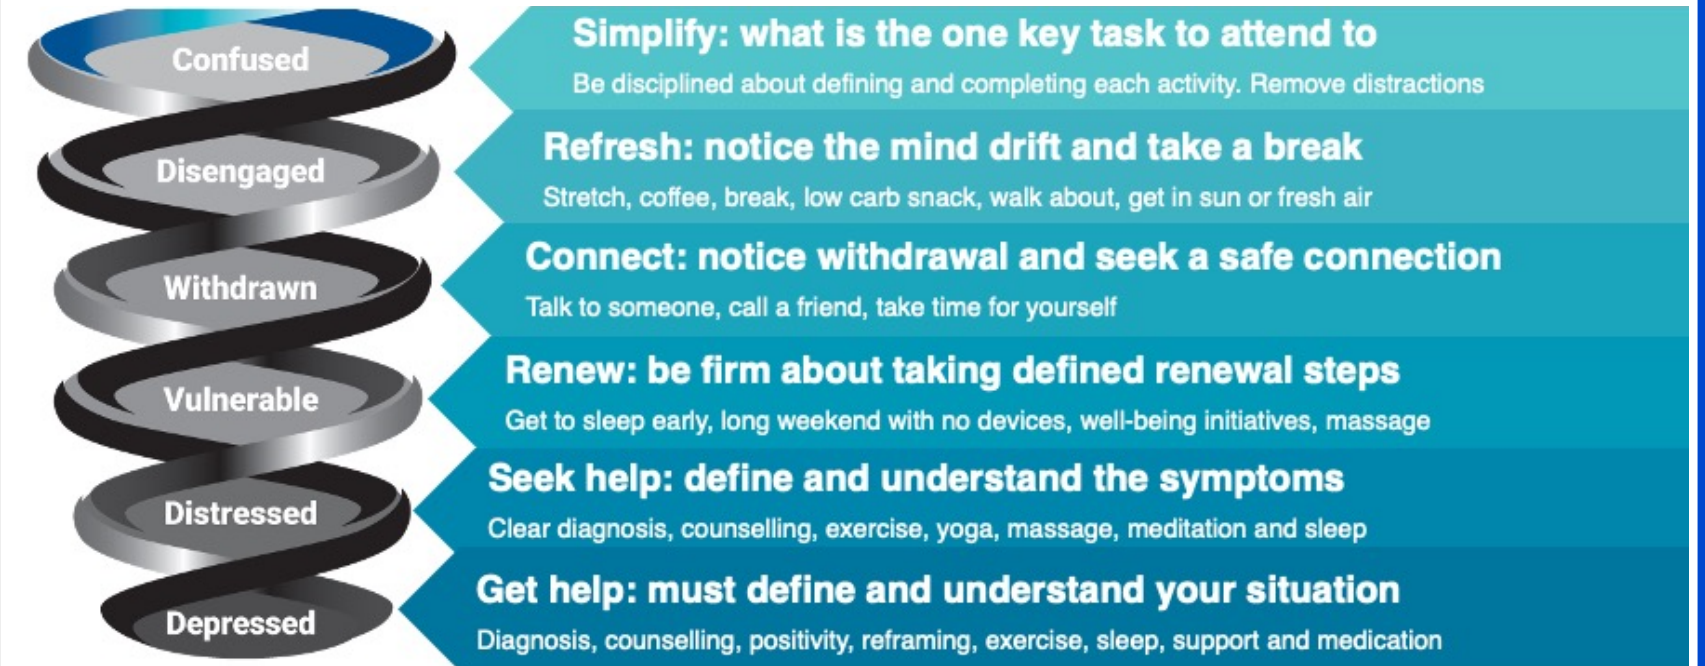 Confused
Simplify: what is the one key task to attend to
Be disciplined about defining and completing each activity. Remove distractions
Disengaged
Refresh: notice the mind drift and take a break
Stretch, coffee, break, low carb snack, walk about, get in sun or fresh air
Withdrawn
Connect: notice withdrawal and seek a safe connection
Talk to someone, call a friend, take time for yourself
Vulnerable
Renew: be firm about taking defined renewal steps
Get to sleep early, long weekend with no devices, well-being initiatives, massage
Distressed
Seek help: define and understand the symptoms
Clear diagnosis, counselling, exercise, yoga, massage, meditation and sleep
Depressed
Get help: must define and understand your situation
Diagnosis, counselling, positivity, reframing, exercise, sleep, support and medication